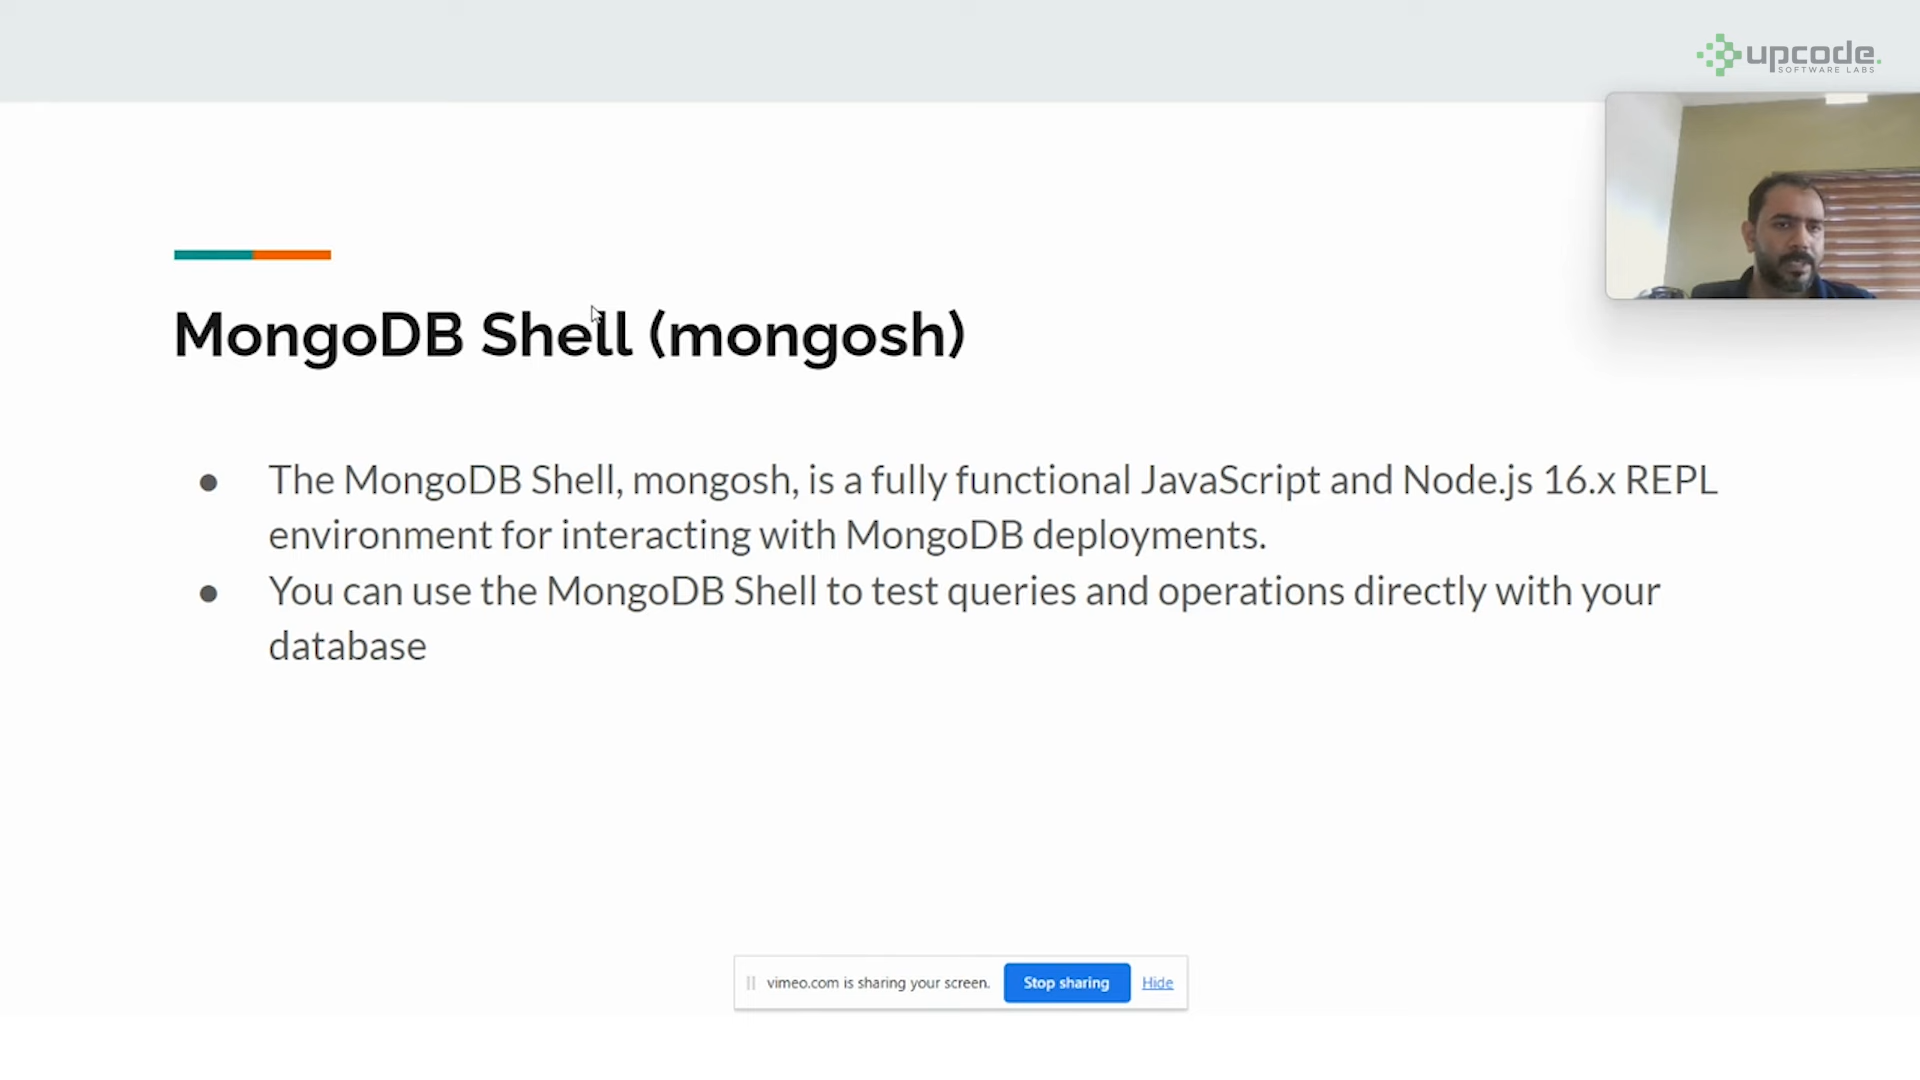 upcode.
SOFTWARE LABS
MongoDB Shell (mongosh)
● The MongoDB Shell, mongosh, is a fully functional JavaScript and Node.js 16.x REPL
environment for interacting with MongoDB deployments.
● You can use the MongoDB Shell to test queries and operations directly with your
database
vimeo.com is sharing your screen. Stop sharing Hide